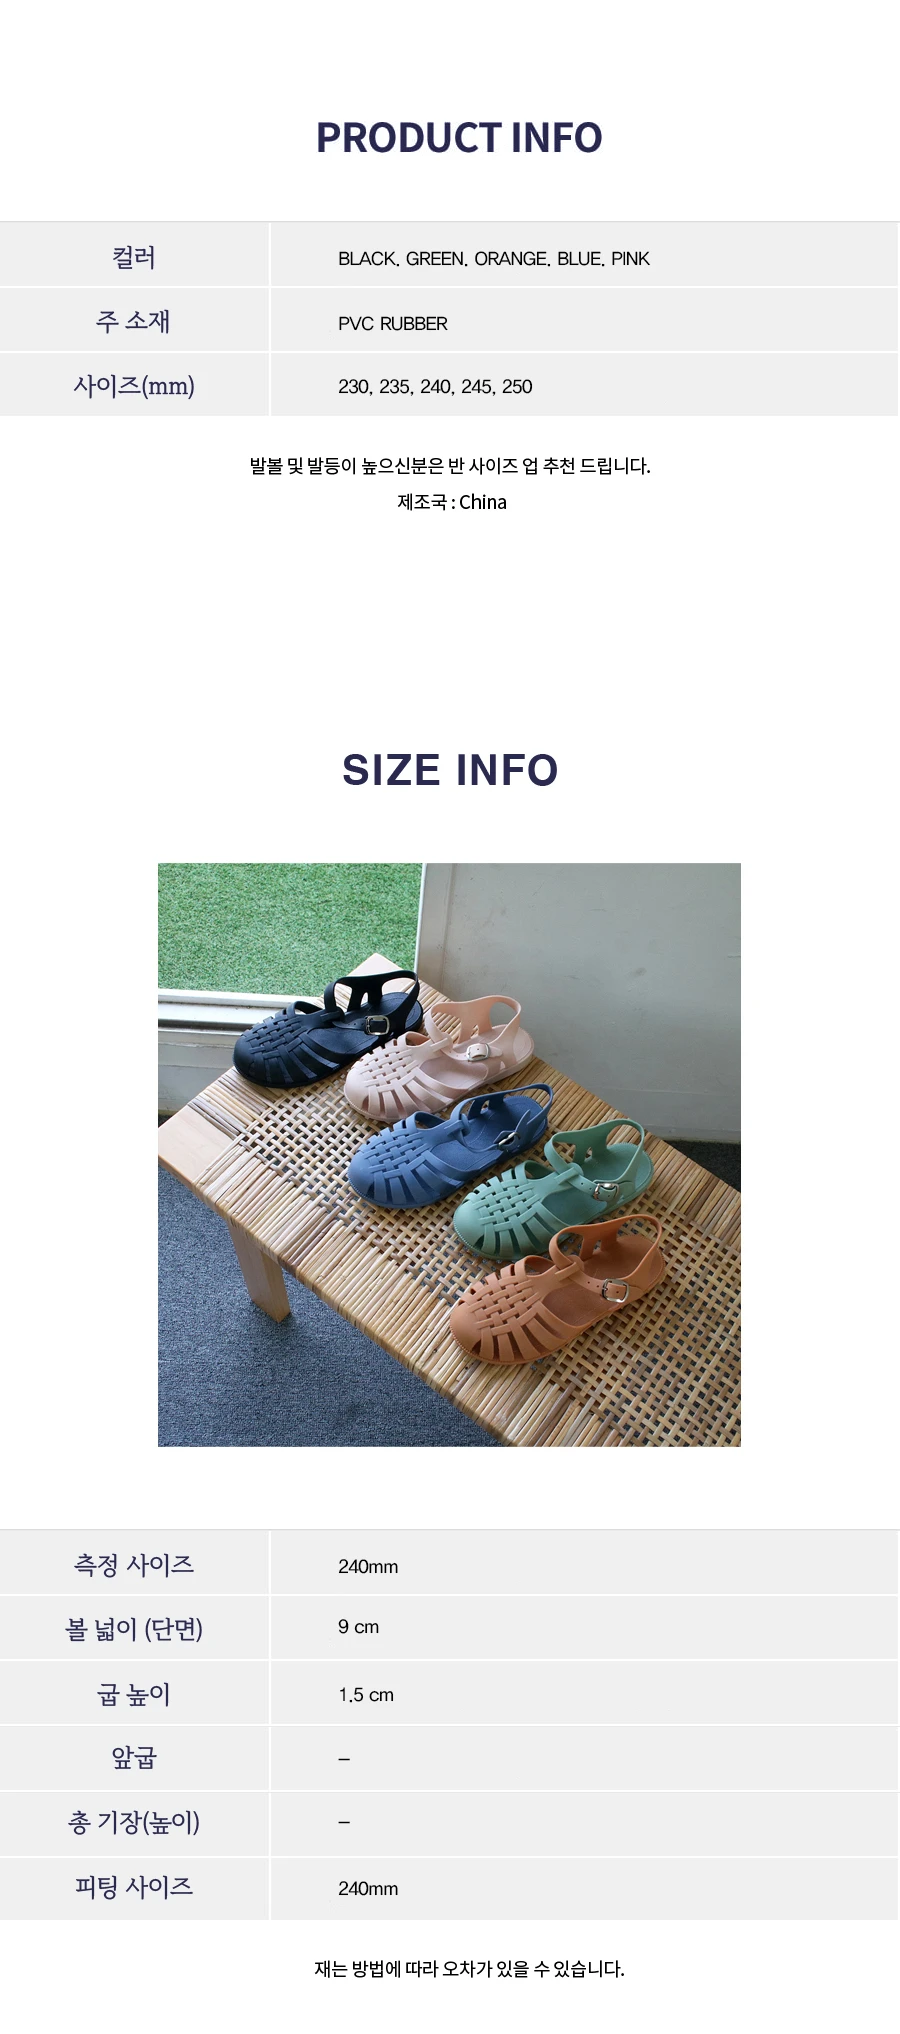 PRODUCT INFO
컬러 BLACK, GREEN, ORANGE, BLUE, PINK
주 소재 PVC RUBBER
사이즈(mm) 230, 235, 240, 245, 250
발볼 및 발등이 높으신분은 반 사이즈 업 추천 드립니다.
제조국 : China
SIZE INFO
측정 사이즈 240mm
볼 넓이 (단면) 9 cm
굽 높이 1.5 cm
앞굽 –
총 기장(높이) –
피팅 사이즈 240mm
재는 방법에 따라 오차가 있을 수 있습니다.